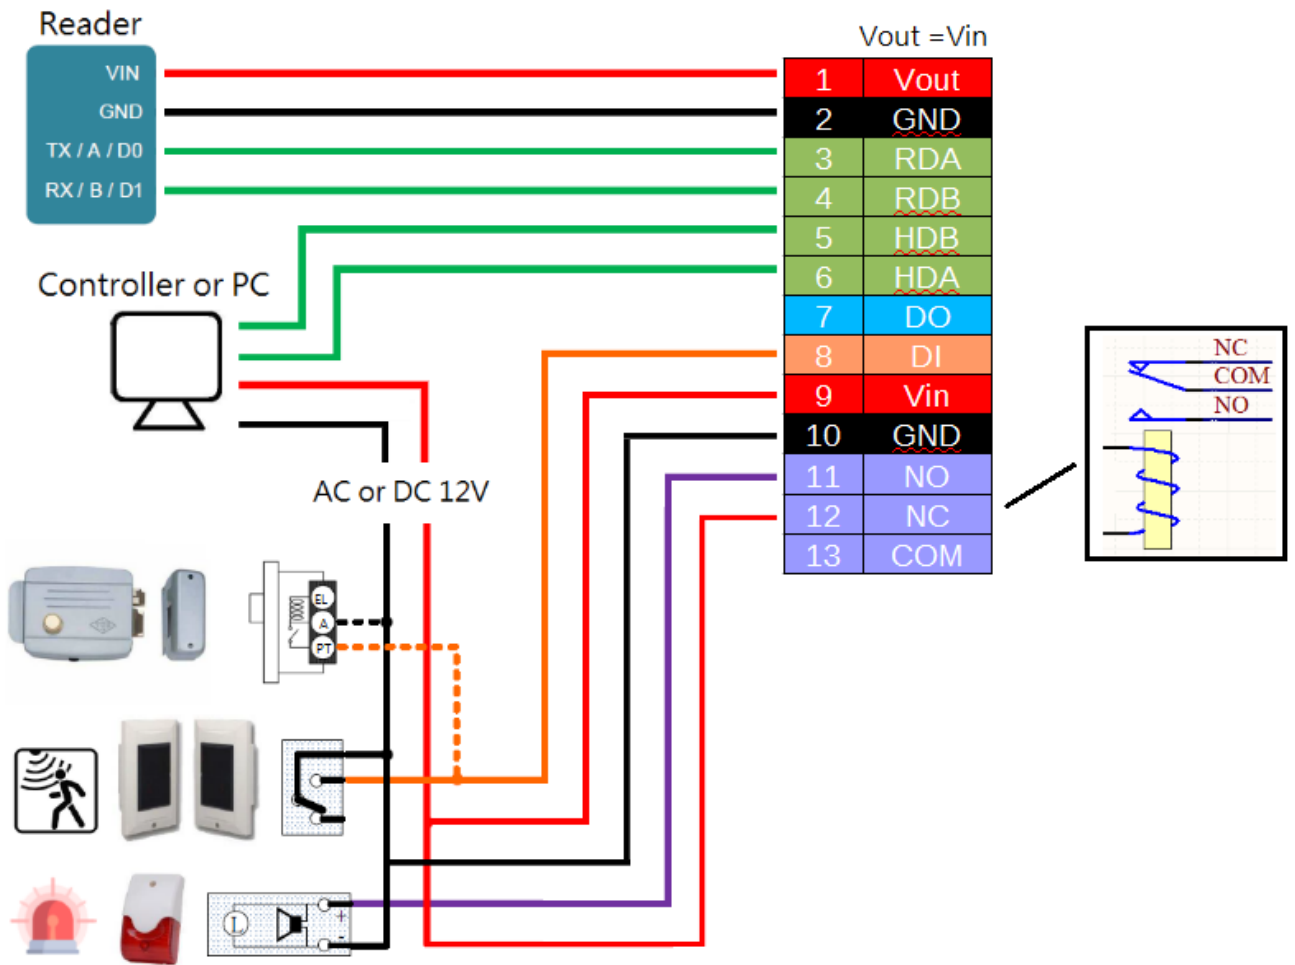 Reader
VIN
GND
TX / A / D0
RX / B / D1
Vout =Vin
1 Vout
2 GND
3 RDA
4 RDB
5 HDB
6 HDA
7 DO
8 DI
9 Vin
10 GND
11 NO
12 NC
13 COM
Controller or PC
AC or DC 12V
NC
COM
NO
EL
A
PT
L
+
-